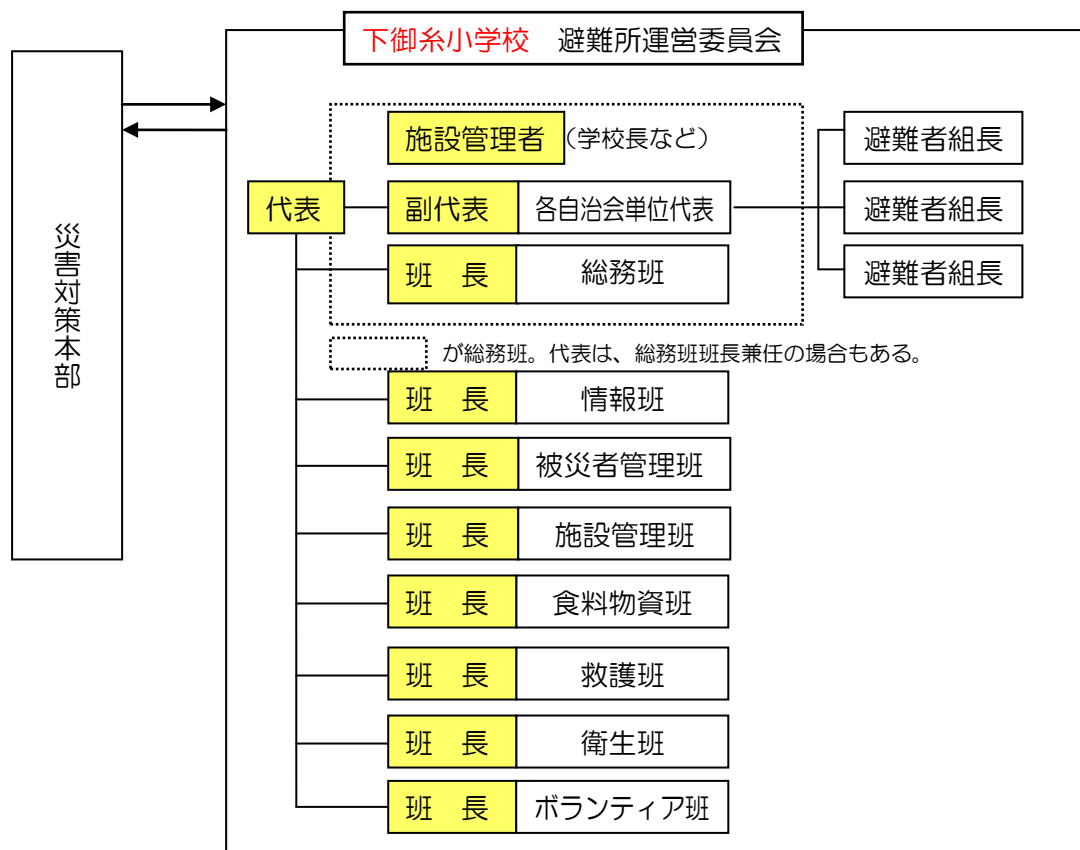 下御糸小学校　避難所運営委員会
災害対策本部
施設管理者（学校長など）
避難者組長
代表
副代表　各自治会単位代表
避難者組長
班　長　総務班
避難者組長
が総務班。代表は、総務班班長兼任の場合もある。
班　長　情報班
班　長　被災者管理班
班　長　施設管理班
班　長　食料物資班
班　長　救護班
班　長　衛生班
班　長　ボランティア班